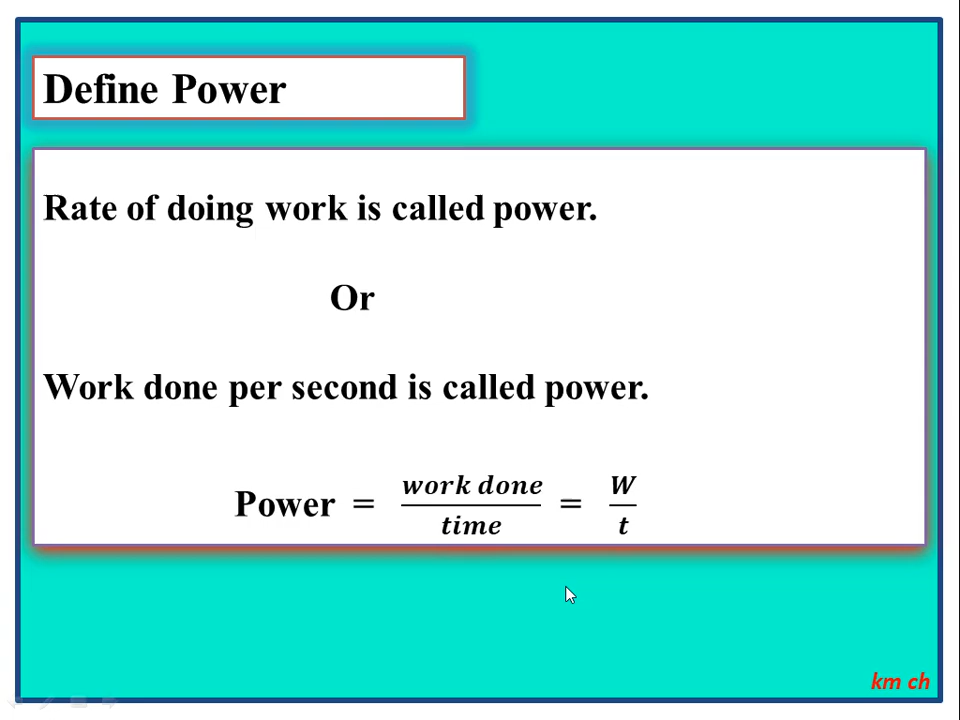 Define Power
Rate of doing work is called power.
Or
Work done per second is called power.
Power = work done / time = W / t
km ch